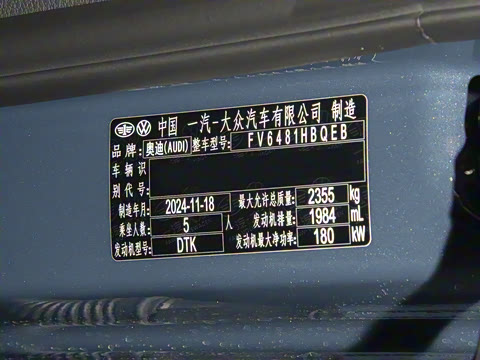 中国 一汽-大众汽车有限公司 制造
品牌 奥迪(AUDI) 整车型号: FV6481HBQEB
车辆识
别代号:
制造年月: 2024-11-18 最大允许总质量: 2355 kg
乘坐人数: 5 人 发动机排量: 1984 mL
发动机型号: DTK 发动机最大净功率: 180 kW